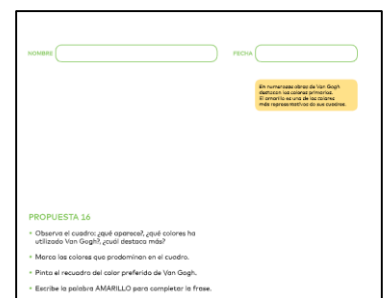 NOMBRE
FECHA
En numerosas obras de Van Gogh
destacan los colores primarios.
El amarillo es uno de los colores
más representativos de sus cuadros.
PROPUESTA 16
• Observa el cuadro: ¿qué aparece?, ¿qué colores ha
utilizado Van Gogh?, ¿cuál destaca más?
• Marca los colores que predominan en el cuadro.
• Pinta el recuadro del color preferido de Van Gogh.
• Escribe la palabra AMARILLO para completar la frase.